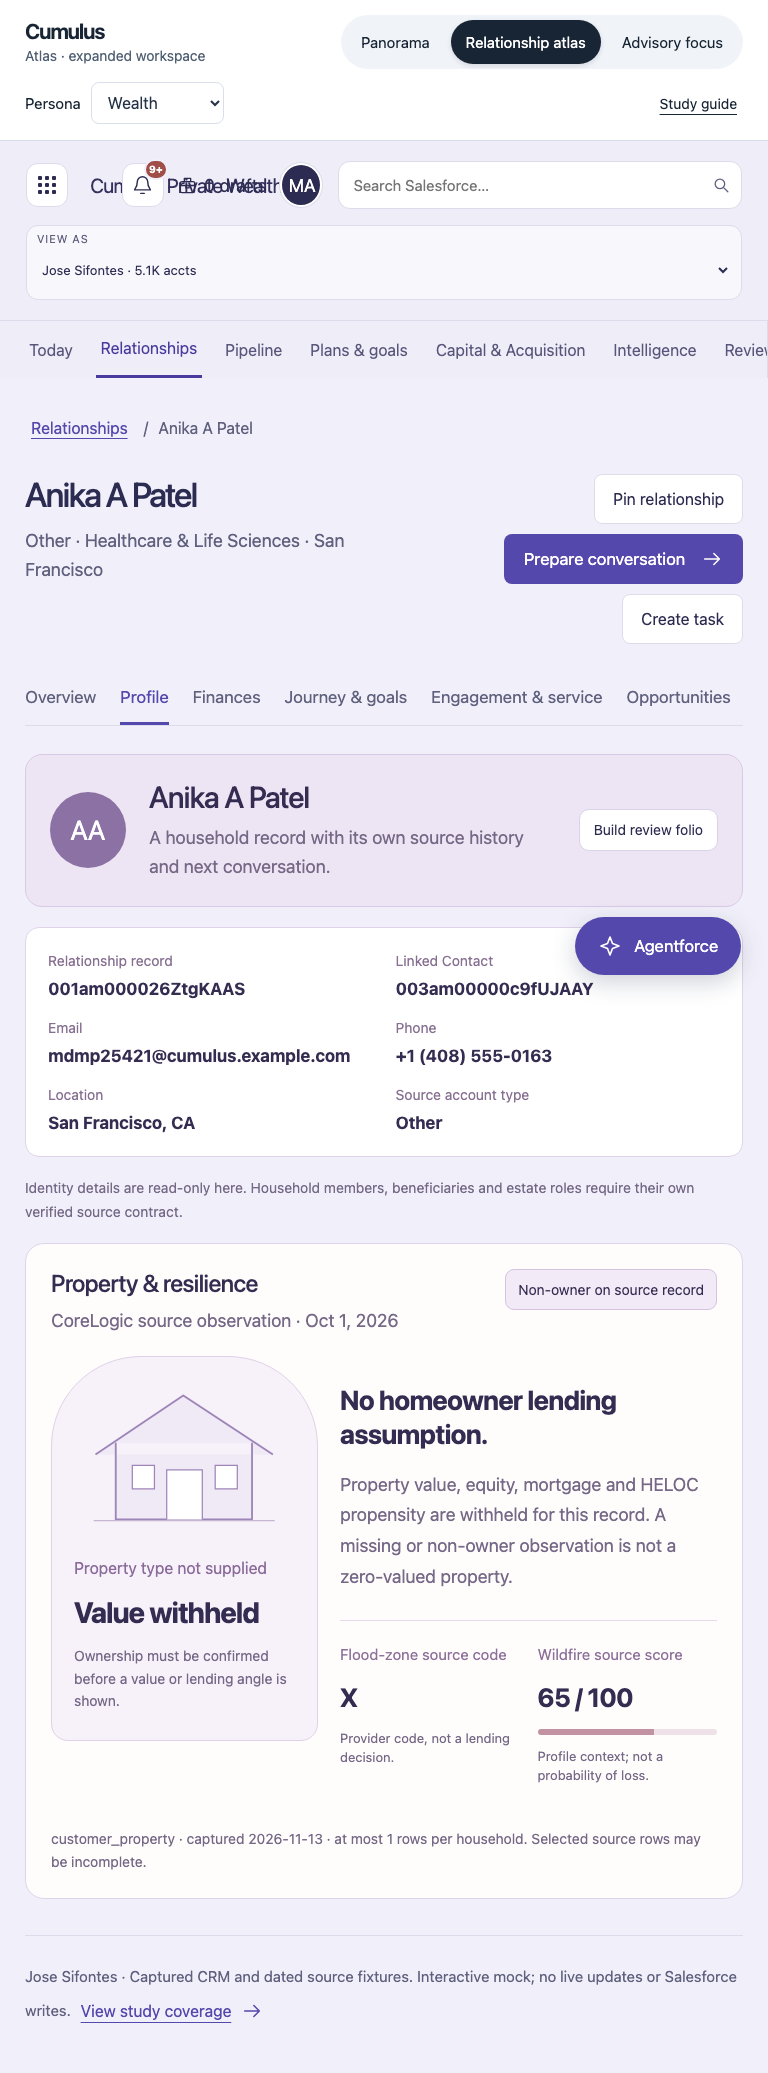 Cumulus
Atlas · expanded workspace
Panorama
Relationship atlas
Advisory focus
Persona
Wealth
Study guide
9+
Private Wealth
MA
Search Salesforce...
VIEW AS
Jose Sifontes · 5.1K accts
Today
Relationships
Pipeline
Plans & goals
Capital & Acquisition
Intelligence
Relationships / Anika A Patel
Anika A Patel
Other · Healthcare & Life Sciences · San
Francisco
Pin relationship
Prepare conversation
Create task
Overview
Profile
Finances
Journey & goals
Engagement & service
Opportunities
AA
Anika A Patel
A household record with its own source history
and next conversation.
Build review folio
Agentforce
Relationship record
001am000026ZtgKAAS
Linked Contact
003am00000c9fUJAAY
Email
mdmp25421@cumulus.example.com
Phone
+1 (408) 555-0163
Location
San Francisco, CA
Source account type
Other
Identity details are read-only here. Household members, beneficiaries and estate roles require their own
verified source contract.
Property & resilience
CoreLogic source observation · Oct 1, 2026
Non-owner on source record
Property type not supplied
Value withheld
Ownership must be confirmed
before a value or lending angle is
shown.
No homeowner lending
assumption.
Property value, equity, mortgage and HELOC
propensity are withheld for this record. A
missing or non-owner observation is not a
zero-valued property.
Flood-zone source code
X
Provider code, not a lending
decision.
Wildfire source score
65 / 100
Profile context; not a
probability of loss.
customer_property · captured 2026-11-13 · at most 1 rows per household. Selected source rows may
be incomplete.
Jose Sifontes · Captured CRM and dated source fixtures. Interactive mock; no live updates or Salesforce
writes. View study coverage